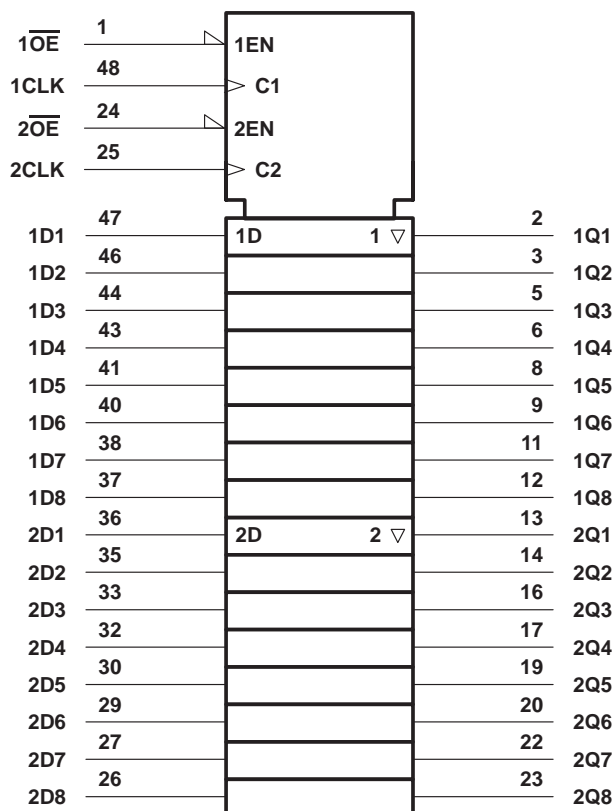 1 1EN
1O̅E̅
48
1CLK C1
24
2O̅E̅ 2EN
25
2CLK C2
47 2
1D1 1D 1 ▽ 1Q1
46 3
1D2 1Q2
44 5
1D3 1Q3
43 6
1D4 1Q4
41 8
1D5 1Q5
40 9
1D6 1Q6
38 11
1D7 1Q7
37 12
1D8 1Q8
36 13
2D1 2D 2 ▽ 2Q1
35 14
2D2 2Q2
33 16
2D3 2Q3
32 17
2D4 2Q4
30 19
2D5 2Q5
29 20
2D6 2Q6
27 22
2D7 2Q7
26 23
2D8 2Q8